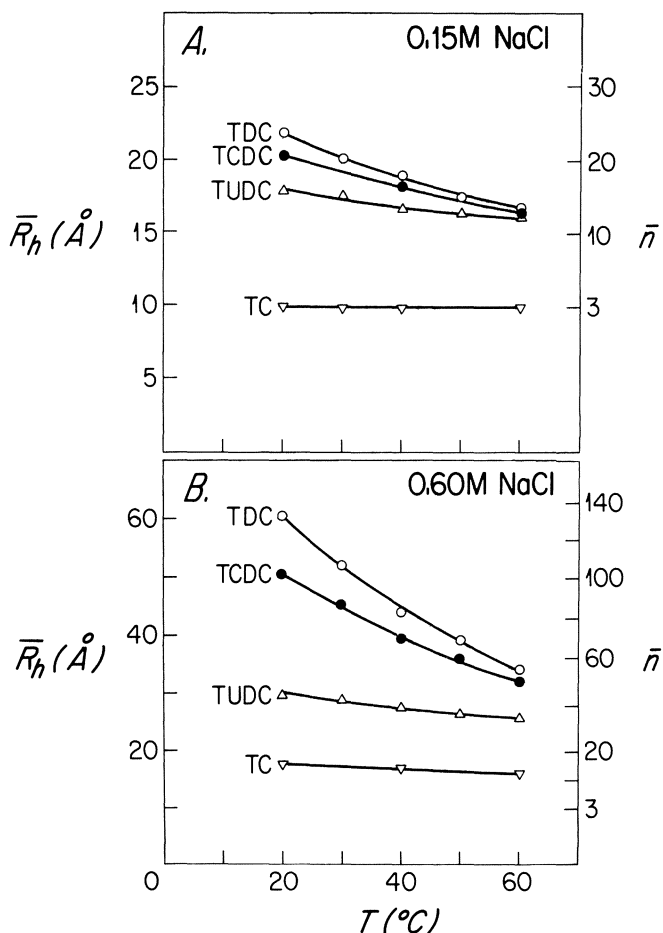 A. 0.15M NaCl
25 30
TDC
20 20
TCDC
TUDC
R̅h (Å) 15 10 n̅
10 TC 3
5
B. 0.60M NaCl
60 TDC 140
TCDC 100
R̅h (Å) 40 60 n̅
TUDC
20 TC 20
3
0 20 40 60
T (°C)